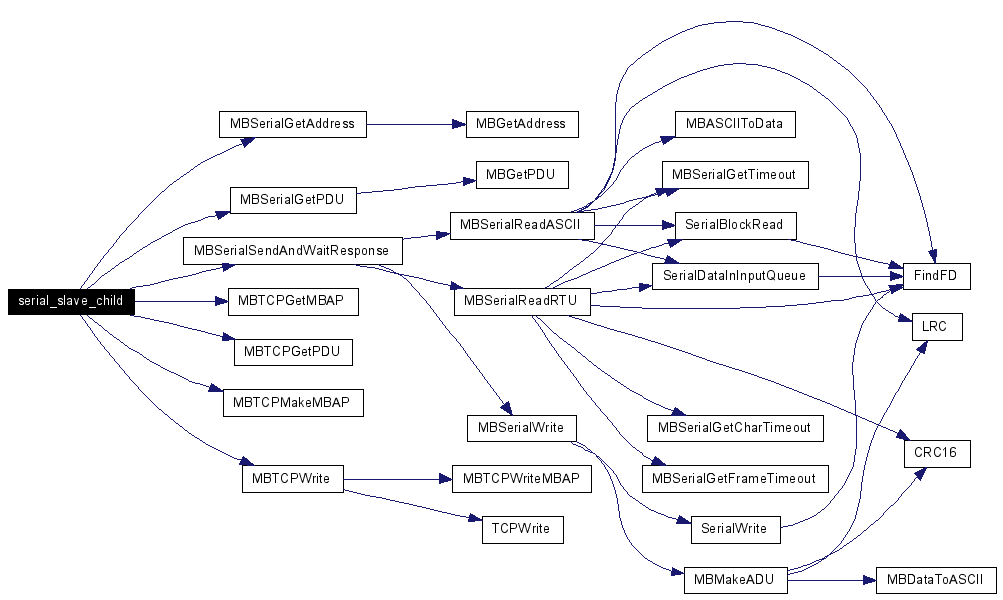 MBSerialGetAddress
MBGetAddress
MBASCIIToData
MBGetPDU
MBSerialGetTimeout
MBSerialGetPDU
MBSerialReadASCII
SerialBlockRead
MBSerialSendAndWaitResponse
SerialDataInInputQueue
FindFD
serial_slave_child
MBTCPGetMBAP
MBSerialReadRTU
LRC
MBTCPGetPDU
MBTCPMakeMBAP
MBSerialWrite
MBSerialGetCharTimeout
CRC16
MBTCPWrite
MBTCPWriteMBAP
MBSerialGetFrameTimeout
TCPWrite
SerialWrite
MBMakeADU
MBDataToASCII